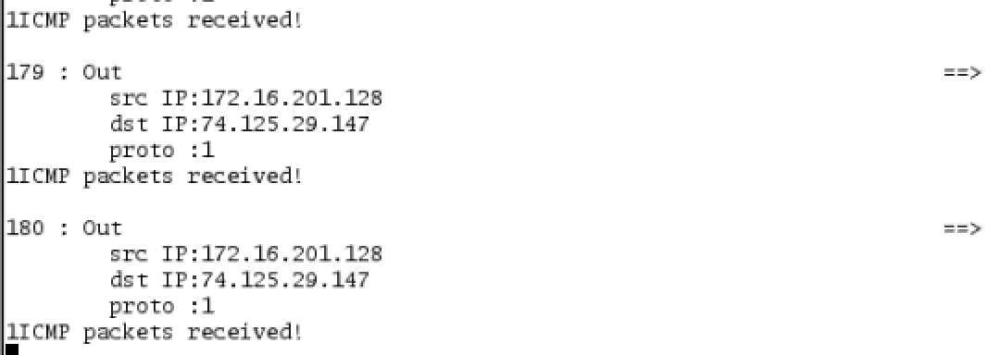 1ICMP packets received!
179 : Out ==>
src IP:172.16.201.128
dst IP:74.125.29.147
proto :1
1ICMP packets received!
180 : Out ==>
src IP:172.16.201.128
dst IP:74.125.29.147
proto :1
1ICMP packets received!